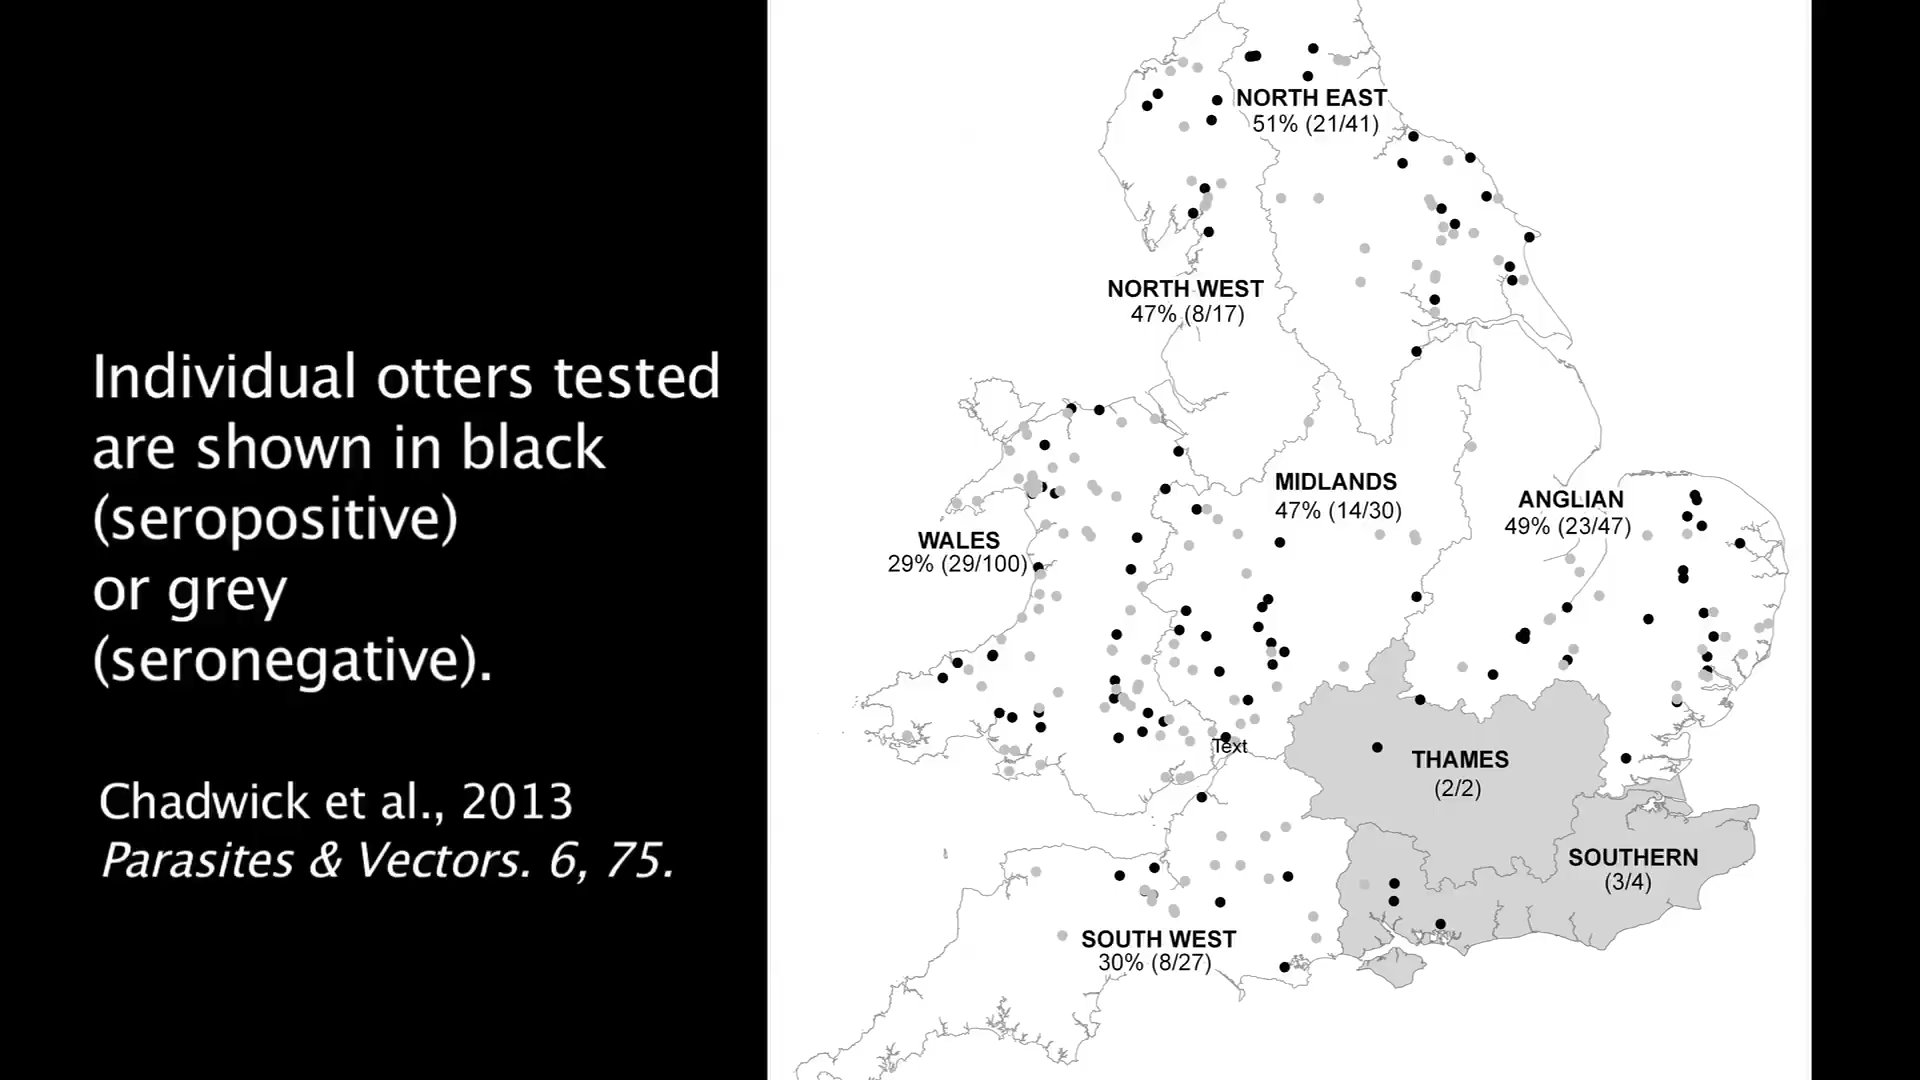 Individual otters tested
are shown in black
(seropositive)
or grey
(seronegative).
Chadwick et al., 2013
Parasites & Vectors. 6, 75.
NORTH EAST
51% (21/41)
NORTH WEST
47% (8/17)
MIDLANDS
47% (14/30)
ANGLIAN
49% (23/47)
WALES
29% (29/100)
Text
THAMES
(2/2)
SOUTHERN
(3/4)
SOUTH WEST
30% (8/27)